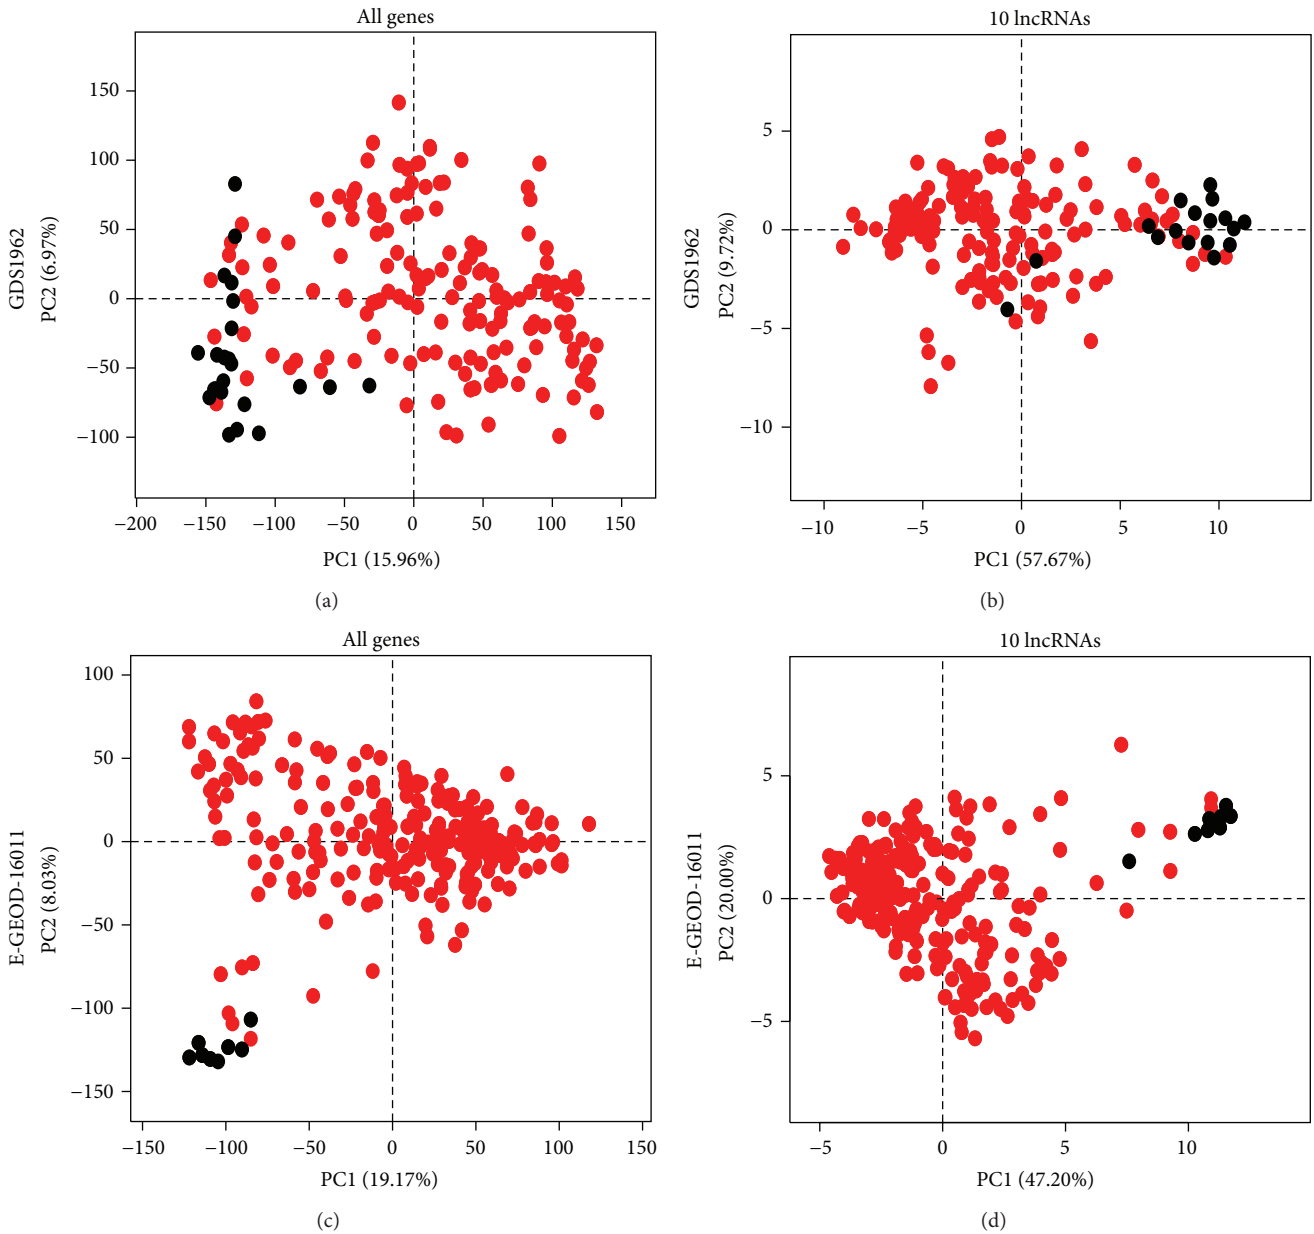 All genes
GDS1962
PC2 (6.97%)
150
100
50
0
−50
−100
−200 −150 −100 −50 0 50 100 150
PC1 (15.96%)
(a)
10 lncRNAs
GDS1962
PC2 (9.72%)
5
0
−5
−10
−10 −5 0 5 10
PC1 (57.67%)
(b)
All genes
E-GEOD-16011
PC2 (8.03%)
100
50
0
−50
−100
−150
−150 −100 −50 0 50 100 150
PC1 (19.17%)
(c)
10 lncRNAs
E-GEOD-16011
PC2 (20.00%)
5
0
−5
−5 0 5 10
PC1 (47.20%)
(d)